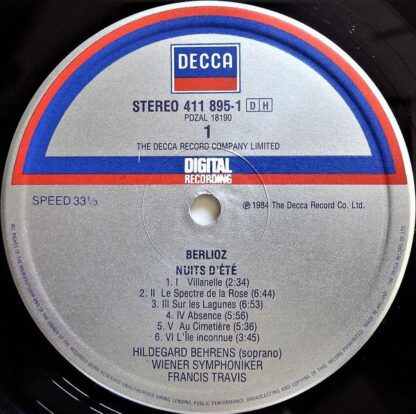 DECCA
STEREO 411 895-1 DH
PDZAL 18190
1
THE DECCA RECORD COMPANY LIMITED
DIGITAL
RECORDING
SPEED 33⅓
℗ 1984 The Decca Record Co. Ltd.
BERLIOZ
NUITS D'ÉTÉ
1. I Villanelle (2:34)
2. II Le Spectre de la Rose (6:44)
3. III Sur les Lagunes (6:53)
4. IV Absence (5:56)
5. V Au Cimetière (5:36)
6. VI L'Île inconnue (3:45)
HILDEGARD BEHRENS (soprano)
WIENER SYMPHONIKER
FRANCIS TRAVIS